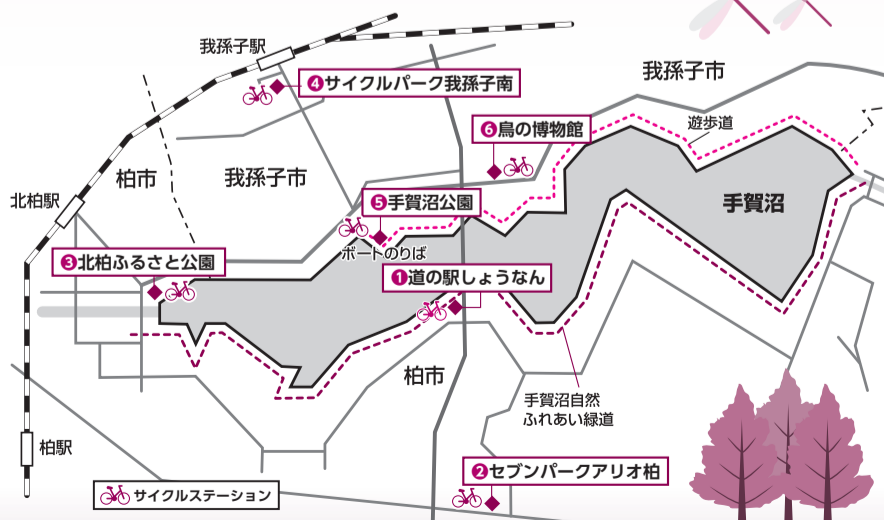 我孫子駅
❹サイクルパーク我孫子南
我孫子市
❻鳥の博物館
遊歩道
柏市
我孫子市
北柏駅
❺手賀沼公園
手賀沼
ボートのりば
❸北柏ふるさと公園
❶道の駅しょうなん
柏市
手賀沼自然
ふれあい緑道
柏駅
❷セブンパークアリオ柏
サイクルステーション